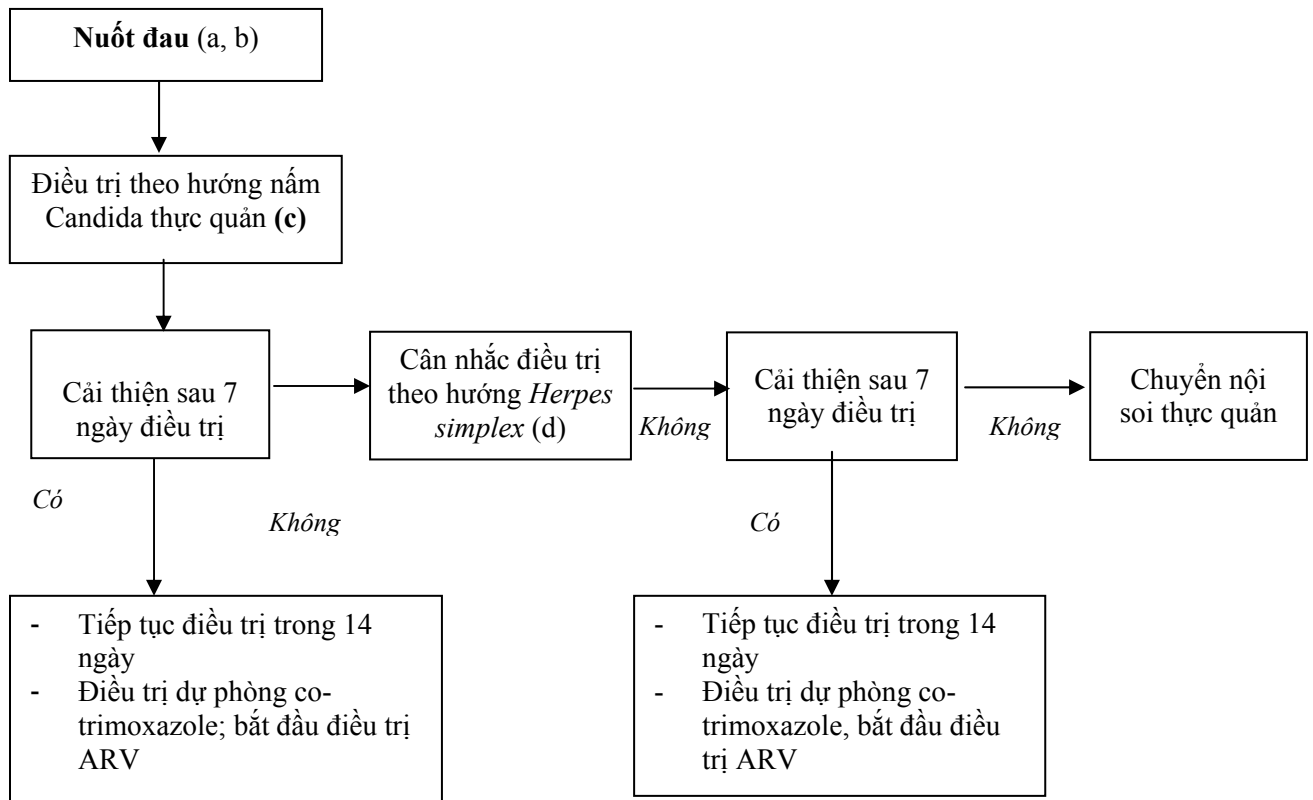 Nuốt đau (a, b)
Điều trị theo hướng nấm
Candida thực quản (c)
Cải thiện sau 7
ngày điều trị
Cân nhắc điều trị
theo hướng Herpes
simplex (d)
Không
Cải thiện sau 7
ngày điều trị
Không
Chuyển nội
soi thực quản
Có
Không
Có
- Tiếp tục điều trị trong 14
ngày
- Điều trị dự phòng co-
trimoxazole; bắt đầu điều trị
ARV
- Tiếp tục điều trị trong 14
ngày
- Điều trị dự phòng co-
trimoxazole, bắt đầu điều
trị ARV